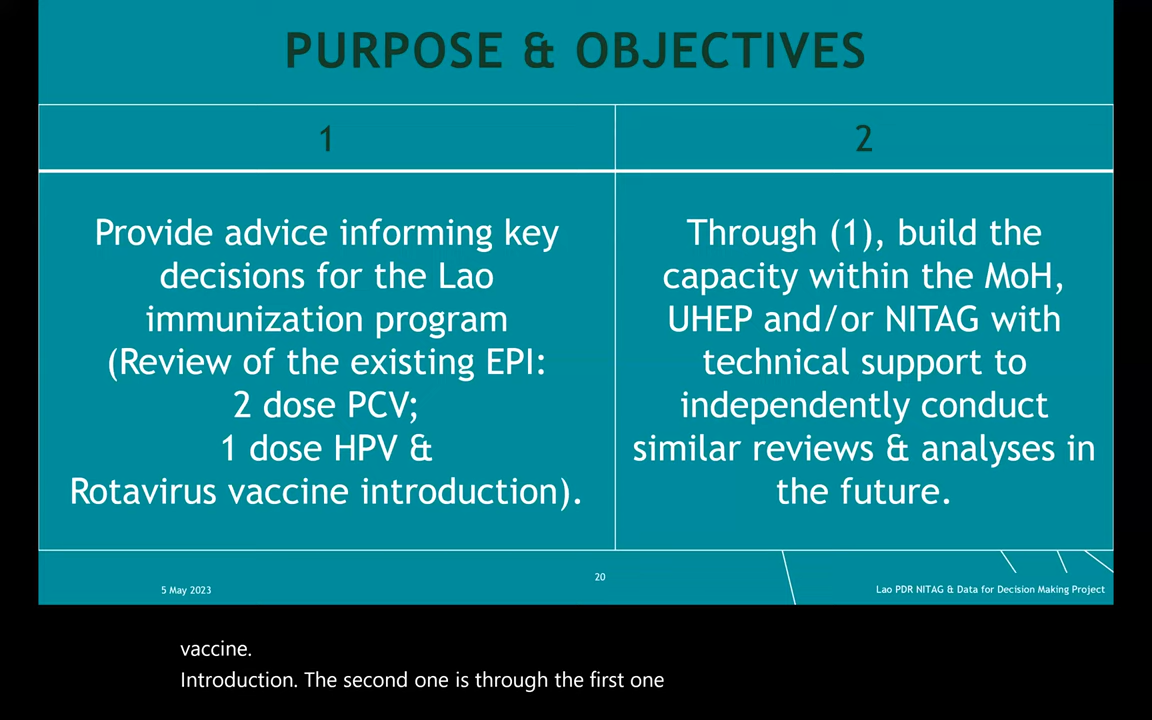 PURPOSE & OBJECTIVES
1
2
Provide advice informing key
decisions for the Lao
immunization program
(Review of the existing EPI:
2 dose PCV;
1 dose HPV &
Rotavirus vaccine introduction).
Through (1), build the
capacity within the MoH,
UHEP and/or NITAG with
technical support to
independently conduct
similar reviews & analyses in
the future.
5 May 2023
20
Lao PDR NITAG & Data for Decision Making Project
vaccine.
Introduction. The second one is through the first one